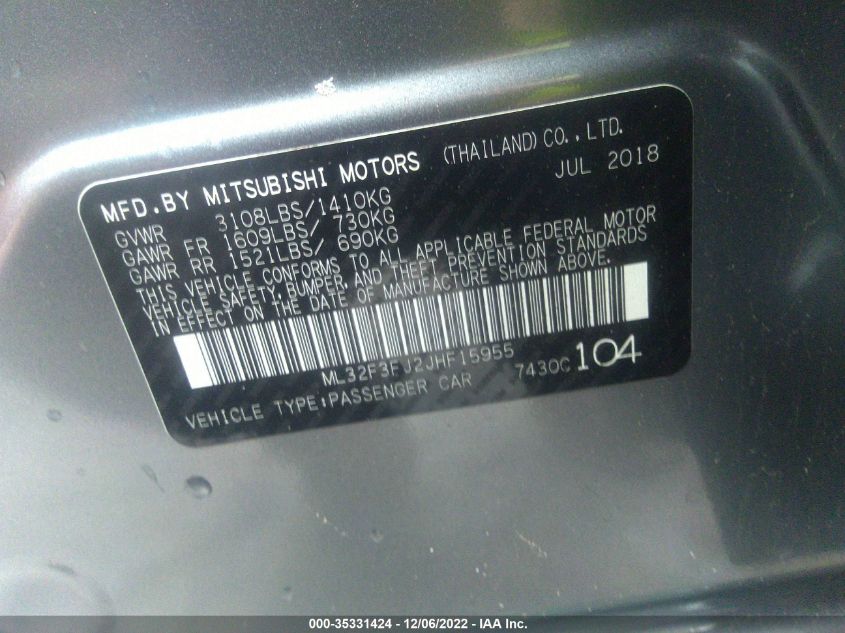 MFD.BY MITSUBISHI MOTORS (THAILAND) CO., LTD.
JUL 2018
GVWR 3108LBS/1410KG
GAWR FR 1609LBS/ 730KG
GAWR RR 1521LBS/ 690KG
THIS VEHICLE CONFORMS TO ALL APPLICABLE FEDERAL MOTOR
VEHICLE SAFETY, BUMPER, AND THEFT PREVENTION STANDARDS
IN EFFECT ON THE DATE OF MANUFACTURE SHOWN ABOVE.
ML32F3FJ2JHF15955
VEHICLE TYPE:PASSENGER CAR 7430C 104
000-35331424 - 12/06/2022 - IAA Inc.